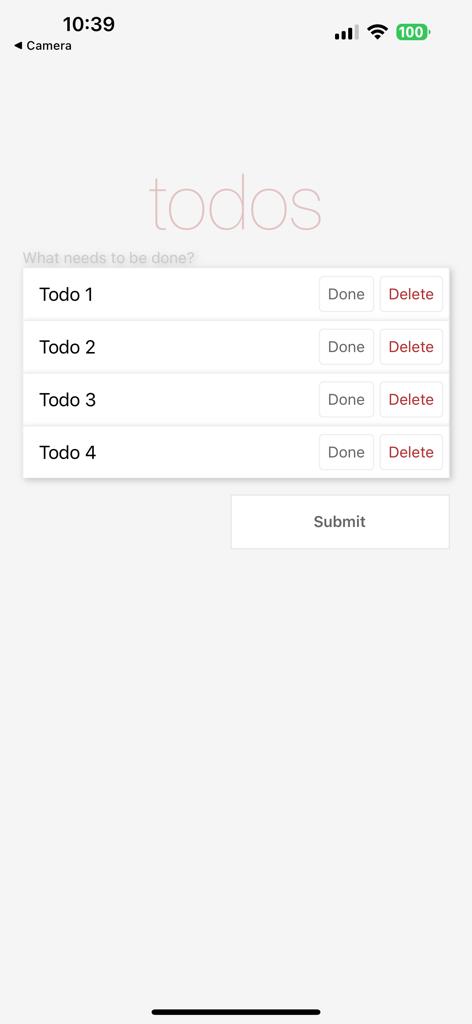 10:39
100
◀ Camera
todos
What needs to be done?
Todo 1 Done Delete
Todo 2 Done Delete
Todo 3 Done Delete
Todo 4 Done Delete
Submit